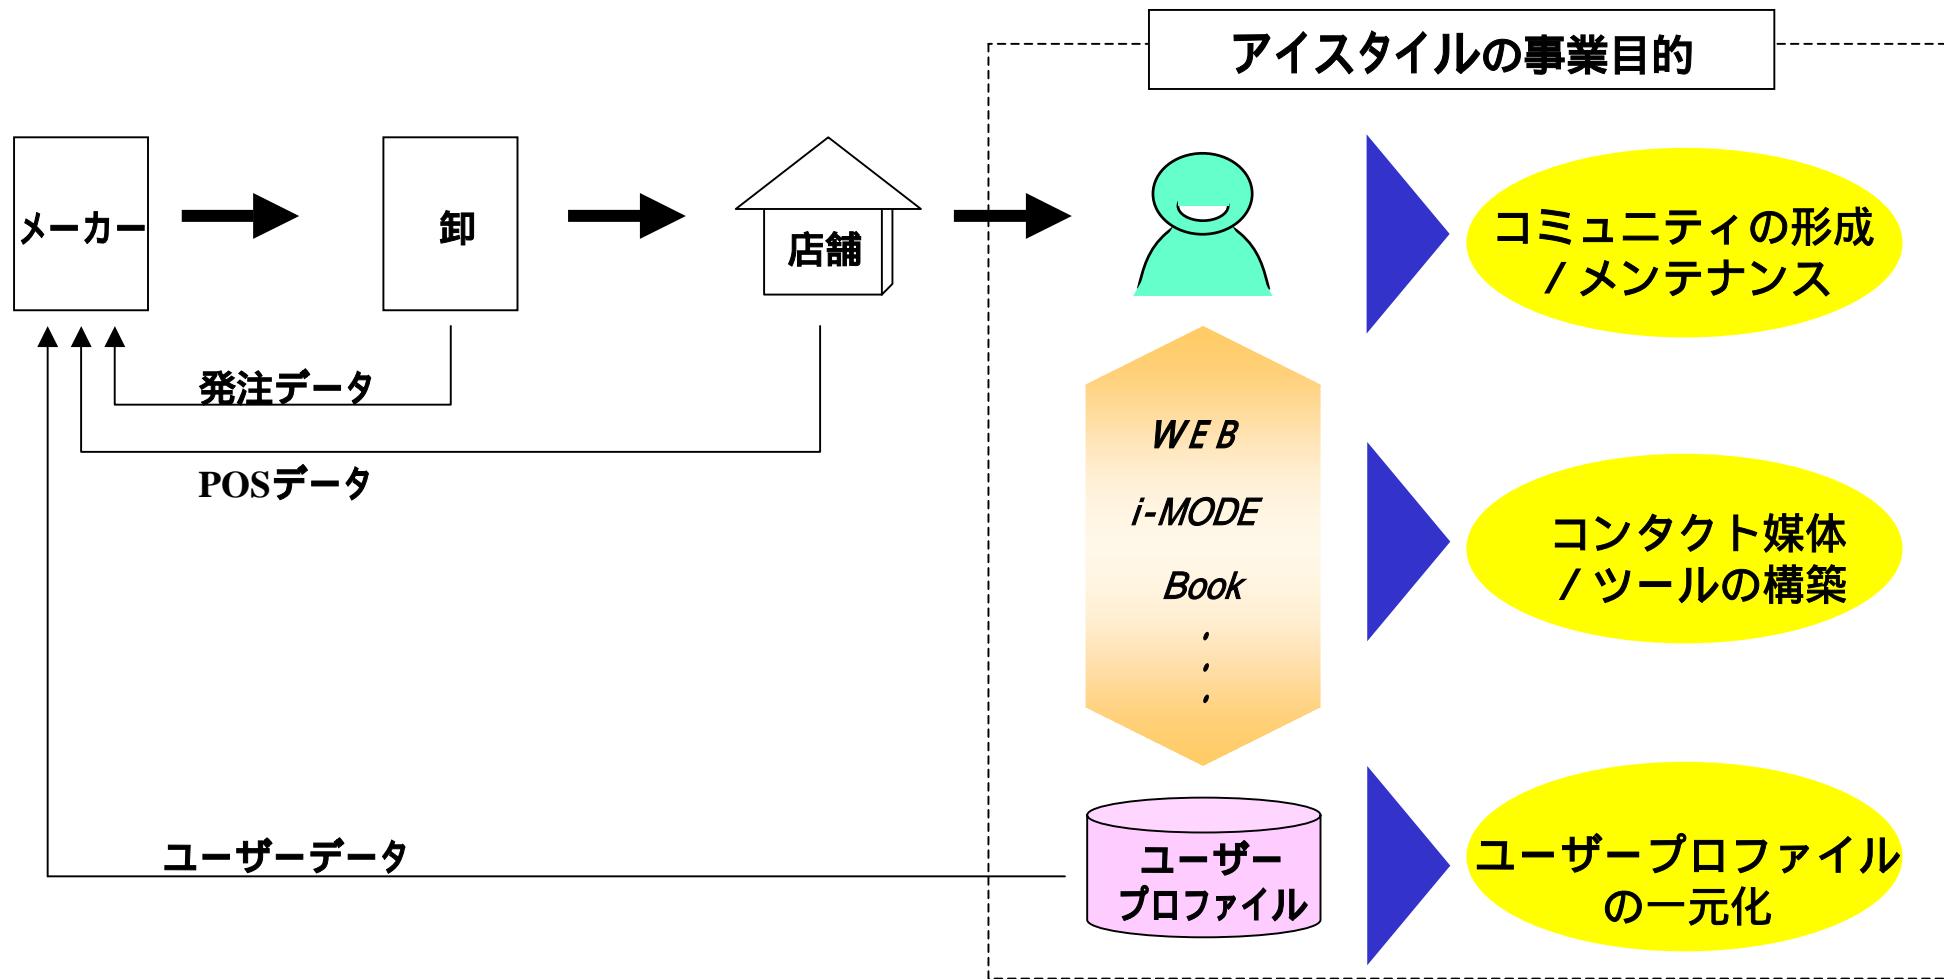 アイスタイルの事業目的
メーカー
卸
店舗
コミュニティの形成
/メンテナンス
発注データ
POSデータ
WEB
i-MODE
Book
・
・
・
コンタクト媒体
/ツールの構築
ユーザーデータ
ユーザー
プロファイル
ユーザープロファイル
の一元化